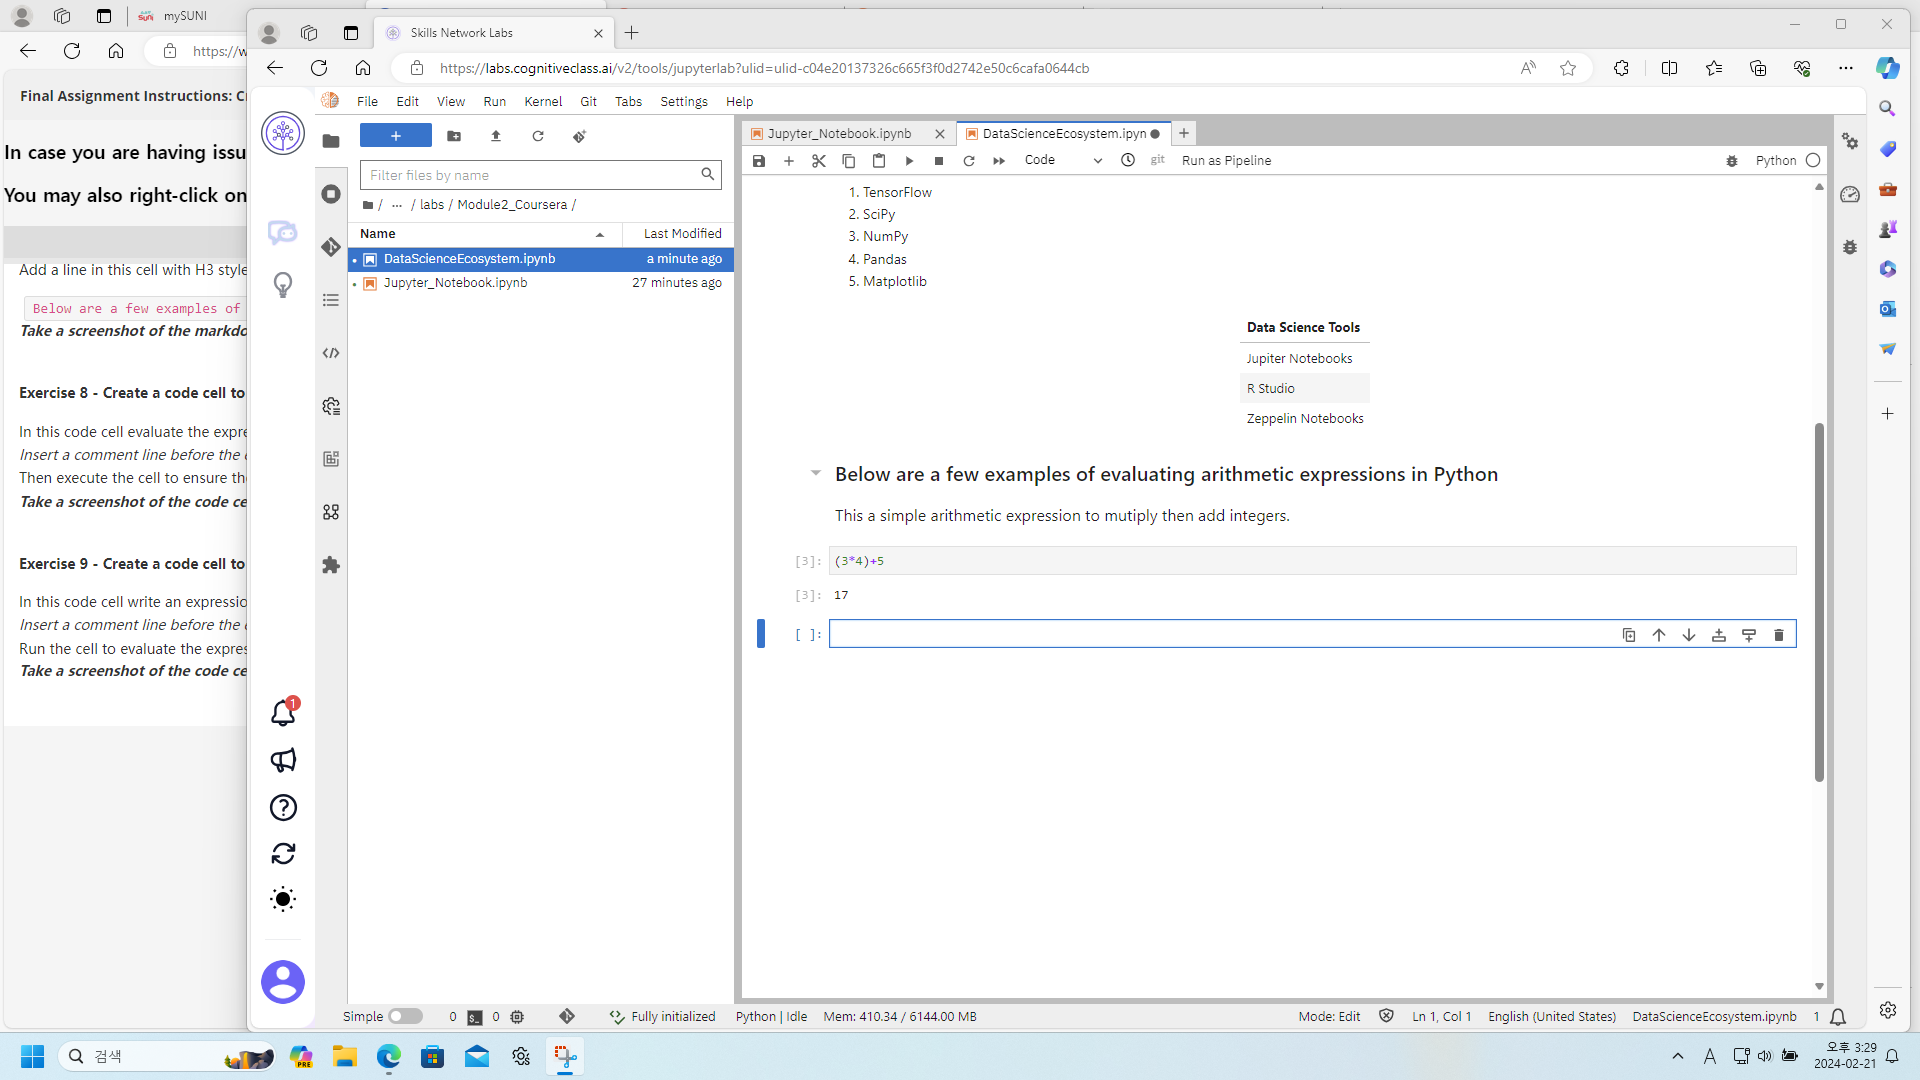 mySUNI
https://w
Final Assignment Instructions: Cr
In case you are having issu
You may also right-click on
Add a line in this cell with H3 style
Below are a few examples of
Take a screenshot of the markdo
Exercise 8 - Create a code cell to
In this code cell evaluate the expre
Insert a comment line before the
Then execute the cell to ensure the
Take a screenshot of the code ce
Exercise 9 - Create a code cell to
In this code cell write an expressio
Insert a comment line before the
Run the cell to evaluate the expres
Take a screenshot of the code ce
Skills Network Labs
https://labs.cognitiveclass.ai/v2/tools/jupyterlab?ulid=ulid-c04e20137326c665f3f0d2742e50c6cafa0644cb
File Edit View Run Kernel Git Tabs Settings Help
Filter files by name
/ ... / labs / Module2_Coursera /
Name Last Modified
DataScienceEcosystem.ipynb a minute ago
Jupyter_Notebook.ipynb 27 minutes ago
1
Jupyter_Notebook.ipynb DataScienceEcosystem.ipyn
Code git Run as Pipeline Python
1. TensorFlow
2. SciPy
3. NumPy
4. Pandas
5. Matplotlib
Data Science Tools
Jupiter Notebooks
R Studio
Zeppelin Notebooks
Below are a few examples of evaluating arithmetic expressions in Python
This a simple arithmetic expression to mutiply then add integers.
[3]: (3*4)+5
[3]: 17
[ ]:
Simple 0 $_ 0 Fully initialized Python | Idle Mem: 410.34 / 6144.00 MB Mode: Edit Ln 1, Col 1 English (United States) DataScienceEcosystem.ipynb 1
검색 PRE A 오후 3:29
2024-02-21